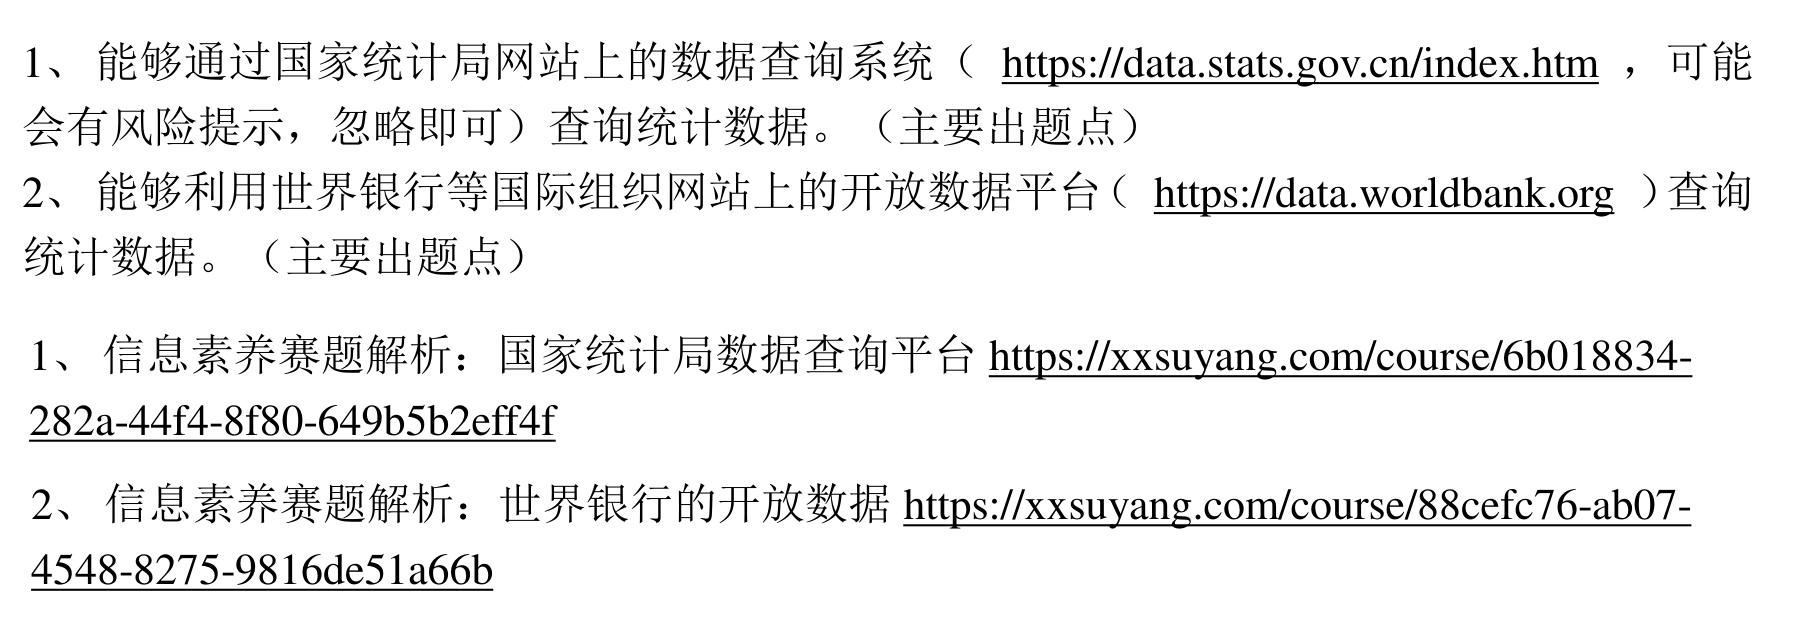 1、 能够通过国家统计局网站上的数据查询系统（ https://data.stats.gov.cn/index.htm ，可能
会有风险提示，忽略即可）查询统计数据。（主要出题点）
2、 能够利用世界银行等国际组织网站上的开放数据平台（ https://data.worldbank.org ）查询
统计数据。（主要出题点）
1、 信息素养赛题解析：国家统计局数据查询平台 https://xxsuyang.com/course/6b018834-
282a-44f4-8f80-649b5b2eff4f
2、 信息素养赛题解析：世界银行的开放数据 https://xxsuyang.com/course/88cefc76-ab07-
4548-8275-9816de51a66b